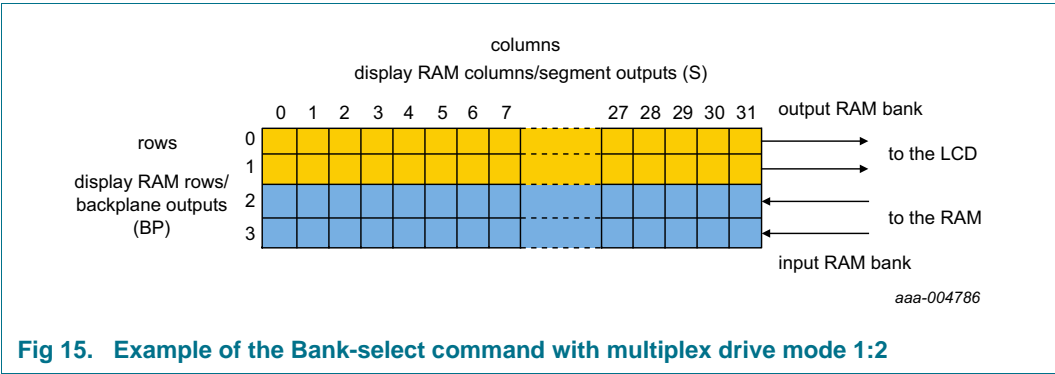 columns
display RAM columns/segment outputs (S)
0 1 2 3 4 5 6 7 27 28 29 30 31 output RAM bank
rows
0
to the LCD
1
display RAM rows/
backplane outputs
(BP)
2
to the RAM
3
input RAM bank
aaa-004786
Fig 15. Example of the Bank-select command with multiplex drive mode 1:2